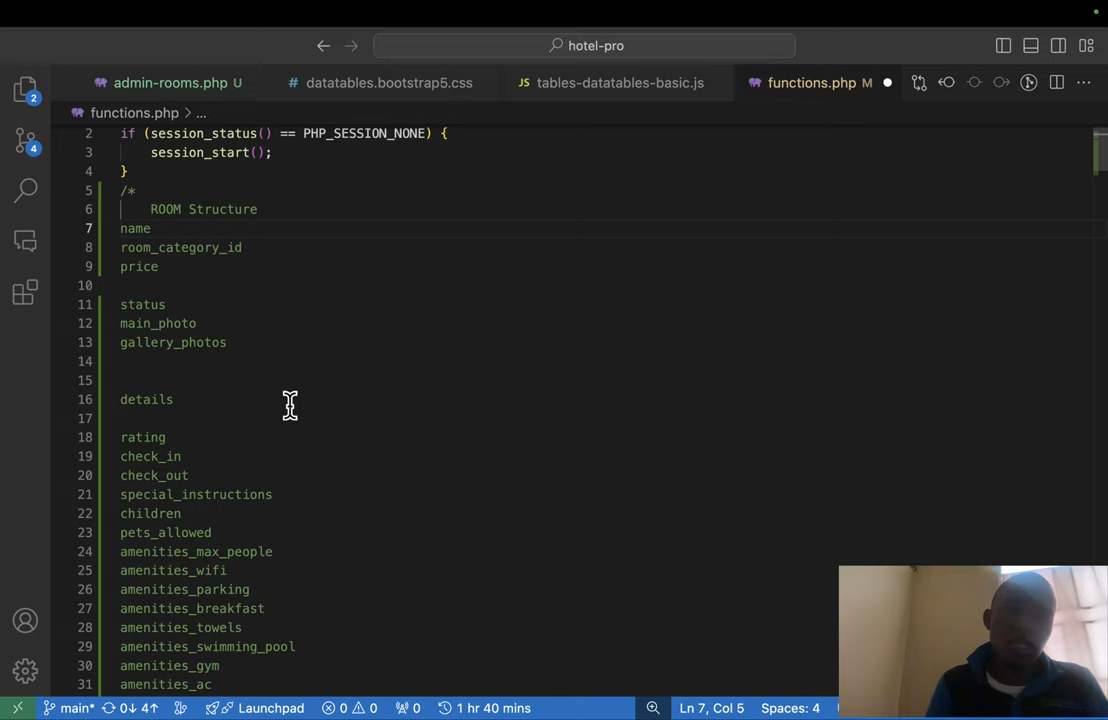 hotel-pro
admin-rooms.php U
datatables.bootstrap5.css
JS tables-datatables-basic.js
functions.php M
functions.php > ...
2 if (session_status() == PHP_SESSION_NONE) {
3 session_start();
4 }
5 /*
6 ROOM Structure
7 name
8 room_category_id
9 price
10
11 status
12 main_photo
13 gallery_photos
14
15
16 details
17
18 rating
19 check_in
20 check_out
21 special_instructions
22 children
23 pets_allowed
24 amenities_max_people
25 amenities_wifi
26 amenities_parking
27 amenities_breakfast
28 amenities_towels
29 amenities_swimming_pool
30 amenities_gym
31 amenities_ac
2
4
main* 0↓ 4↑ Launchpad 0 0 0 1 hr 40 mins Ln 7, Col 5 Spaces: 4